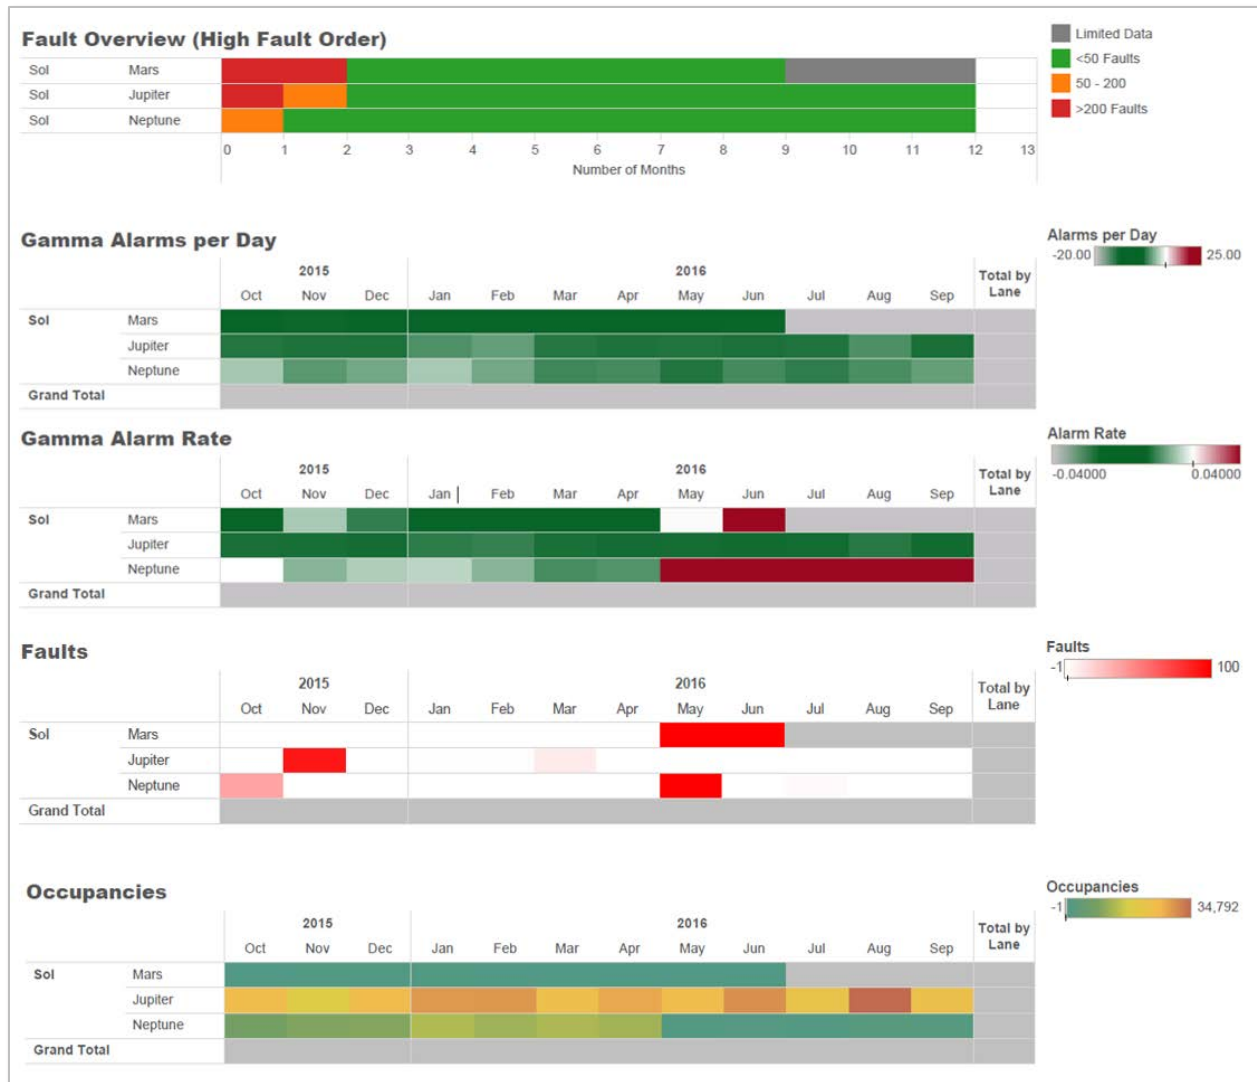 Fault Overview (High Fault Order)
Sol Mars
Sol Jupiter
Sol Neptune
0 1 2 3 4 5 6 7 8 9 10 11 12 13
Number of Months
Limited Data
<50 Faults
50 - 200
>200 Faults
Gamma Alarms per Day
2015 2016 Total by
Oct Nov Dec Jan Feb Mar Apr May Jun Jul Aug Sep Lane
Sol Mars
Jupiter
Neptune
Grand Total
Alarms per Day
-20.00 25.00
Gamma Alarm Rate
2015 2016 Total by
Oct Nov Dec Jan Feb Mar Apr May Jun Jul Aug Sep Lane
Sol Mars
Jupiter
Neptune
Grand Total
Alarm Rate
-0.04000 0.04000
Faults
2015 2016 Total by
Oct Nov Dec Jan Feb Mar Apr May Jun Jul Aug Sep Lane
Sol Mars
Jupiter
Neptune
Grand Total
Faults
-1 100
Occupancies
2015 2016 Total by
Oct Nov Dec Jan Feb Mar Apr May Jun Jul Aug Sep Lane
Sol Mars
Jupiter
Neptune
Grand Total
Occupancies
-1 34,792